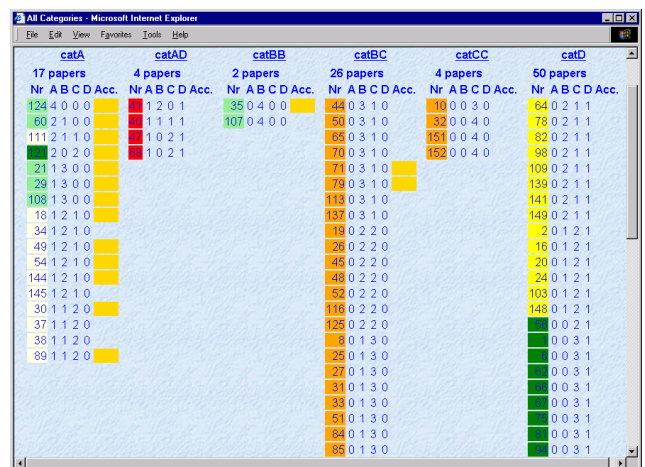 All Categories - Microsoft Internet Explorer
File Edit View Favorites Tools Help
catA catAD catBB catBC catCC catD
17 papers 4 papers 2 papers 26 papers 4 papers 50 papers
Nr A B C D Acc. Nr A B C D Acc. Nr A B C D Acc. Nr A B C D Acc. Nr A B C D Acc. Nr A B C D
124 4 0 0 0 41 1 2 0 1 35 0 4 0 0 44 0 3 1 0 10 0 0 3 0 64 0 2 1 1
60 2 1 0 0 40 1 1 1 1 107 0 4 0 0 50 0 3 1 0 32 0 0 4 0 78 0 2 1 1
111 2 1 1 0 47 1 0 2 1 65 0 3 1 0 151 0 0 4 0 82 0 2 1 1
121 2 0 2 0 68 1 0 2 1 70 0 3 1 0 152 0 0 4 0 98 0 2 1 1
21 1 3 0 0 71 0 3 1 0 109 0 2 1 1
29 1 3 0 0 79 0 3 1 0 139 0 2 1 1
108 1 3 0 0 113 0 3 1 0 141 0 2 1 1
18 1 2 1 0 137 0 3 1 0 149 0 2 1 1
34 1 2 1 0 19 0 2 2 0 2 0 1 2 1
49 1 2 1 0 26 0 2 2 0 16 0 1 2 1
54 1 2 1 0 45 0 2 2 0 20 0 1 2 1
144 1 2 1 0 48 0 2 2 0 24 0 1 2 1
145 1 2 1 0 52 0 2 2 0 103 0 1 2 1
30 1 1 2 0 116 0 2 2 0 148 0 1 2 1
37 1 1 2 0 125 0 2 2 0 56 0 0 2 1
38 1 1 2 0 8 0 1 3 0 1 0 0 3 1
89 1 1 2 0 25 0 1 3 0 6 0 0 3 1
27 0 1 3 0 62 0 0 3 1
31 0 1 3 0 66 0 0 3 1
33 0 1 3 0 67 0 0 3 1
51 0 1 3 0 75 0 0 3 1
84 0 1 3 0 81 0 0 3 1
85 0 1 3 0 94 0 0 3 1